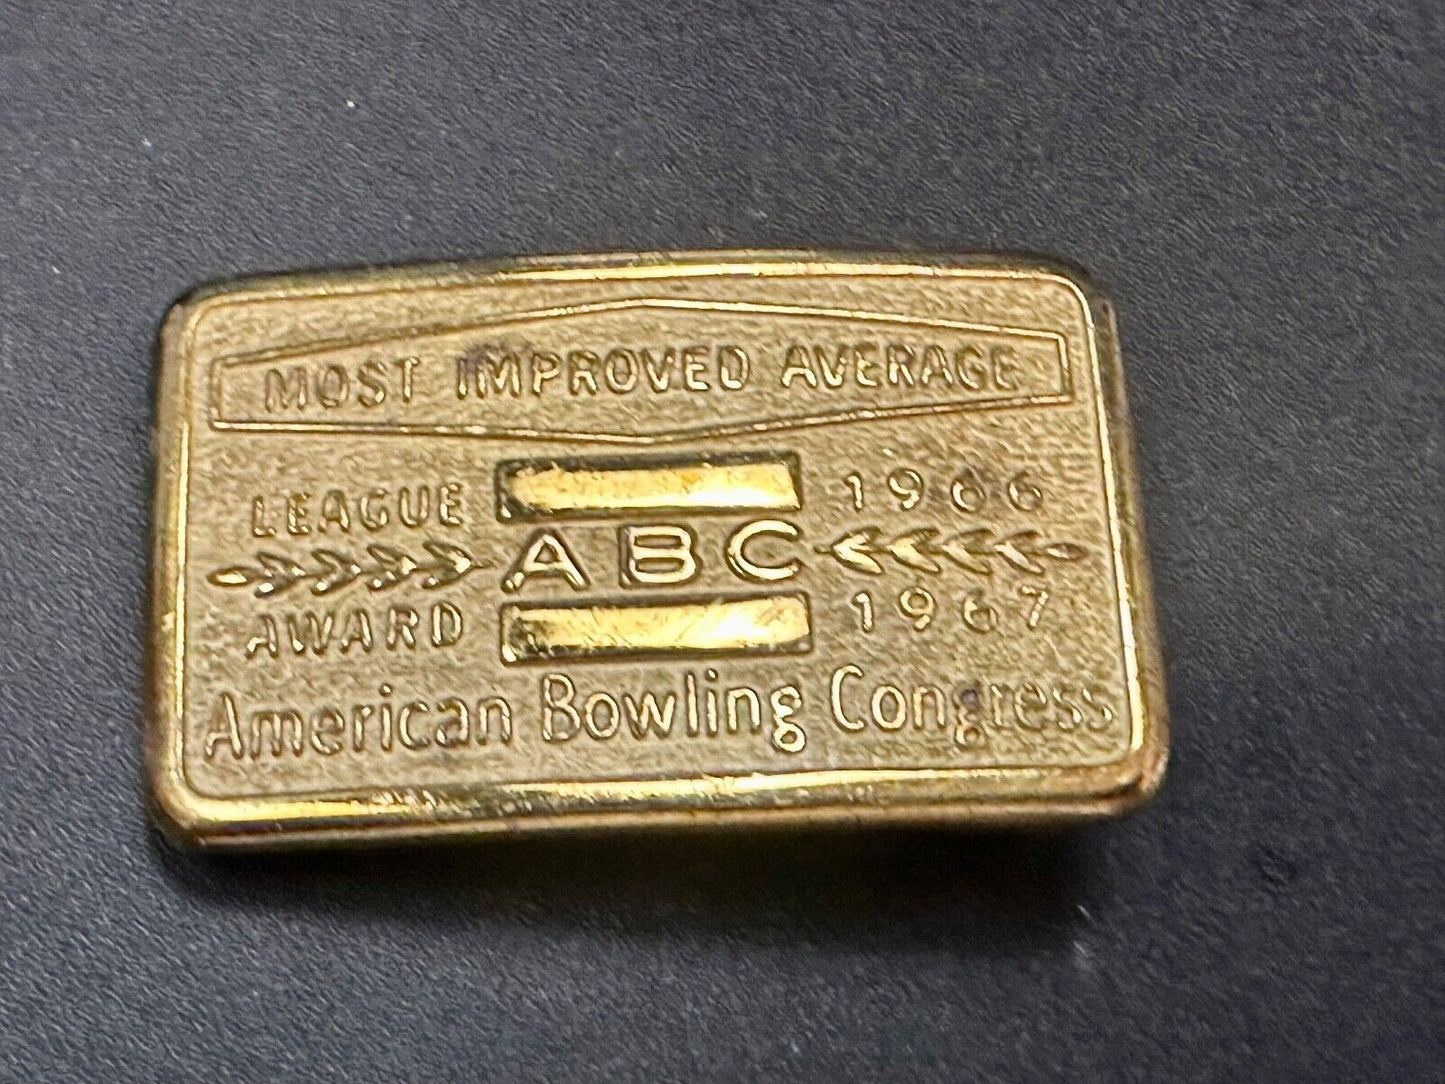 MOST IMPROVED AVERAGE
LEAGUE 1966
ABC
AWARD 1967
American Bowling Congress